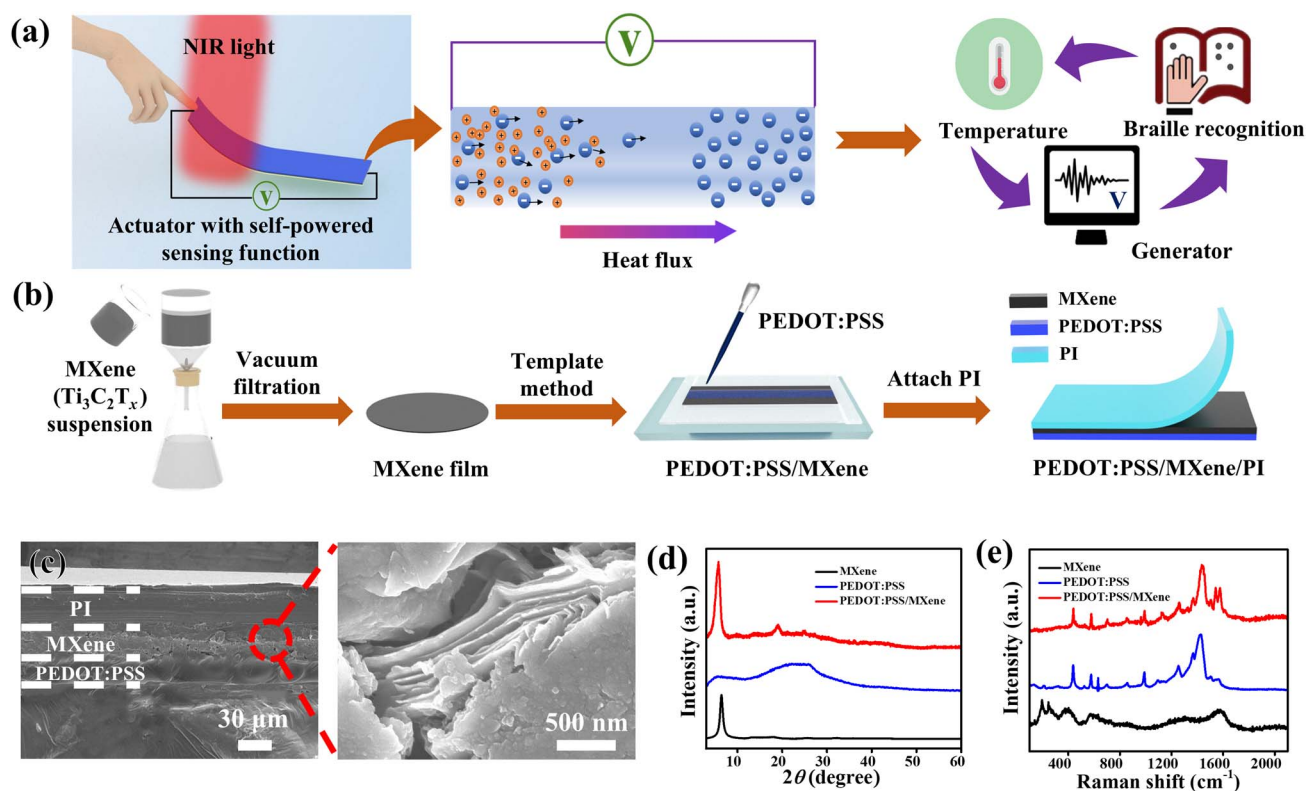 (a)
NIR light
V
Actuator with self-powered
sensing function
V
Heat flux
Temperature
Braille recognition
V
Generator
(b)
MXene
(Ti₃C₂Tₓ)
suspension
Vacuum
filtration
MXene film
Template
method
PEDOT:PSS
PEDOT:PSS/MXene
Attach PI
MXene
PEDOT:PSS
PI
PEDOT:PSS/MXene/PI
(c)
PI
MXene
PEDOT:PSS
30 μm
500 nm
(d)
MXene
PEDOT:PSS
PEDOT:PSS/MXene
Intensity (a.u.)
10 20 30 40 50 60
2θ (degree)
(e)
MXene
PEDOT:PSS
PEDOT:PSS/MXene
Intensity (a.u.)
400 800 1200 1600 2000
Raman shift (cm⁻¹)